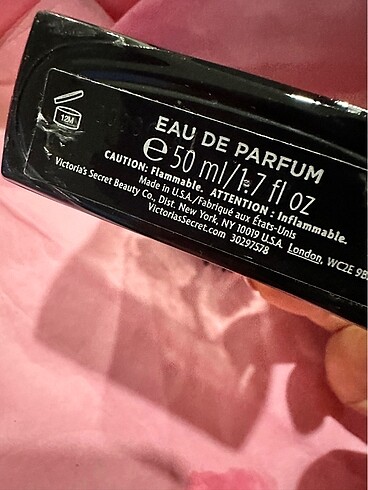 12M
EAU DE PARFUM
e 50 ml/1.7 fl oz
CAUTION: Flammable. ATTENTION: Inflammable.
Made in U.S.A./Fabriqué aux États-Unis
Victoria's Secret Beauty Co., Dist. New York, NY 10019 U.S.A. London, WC2E 9B
VictoriasSecret.com 30297578